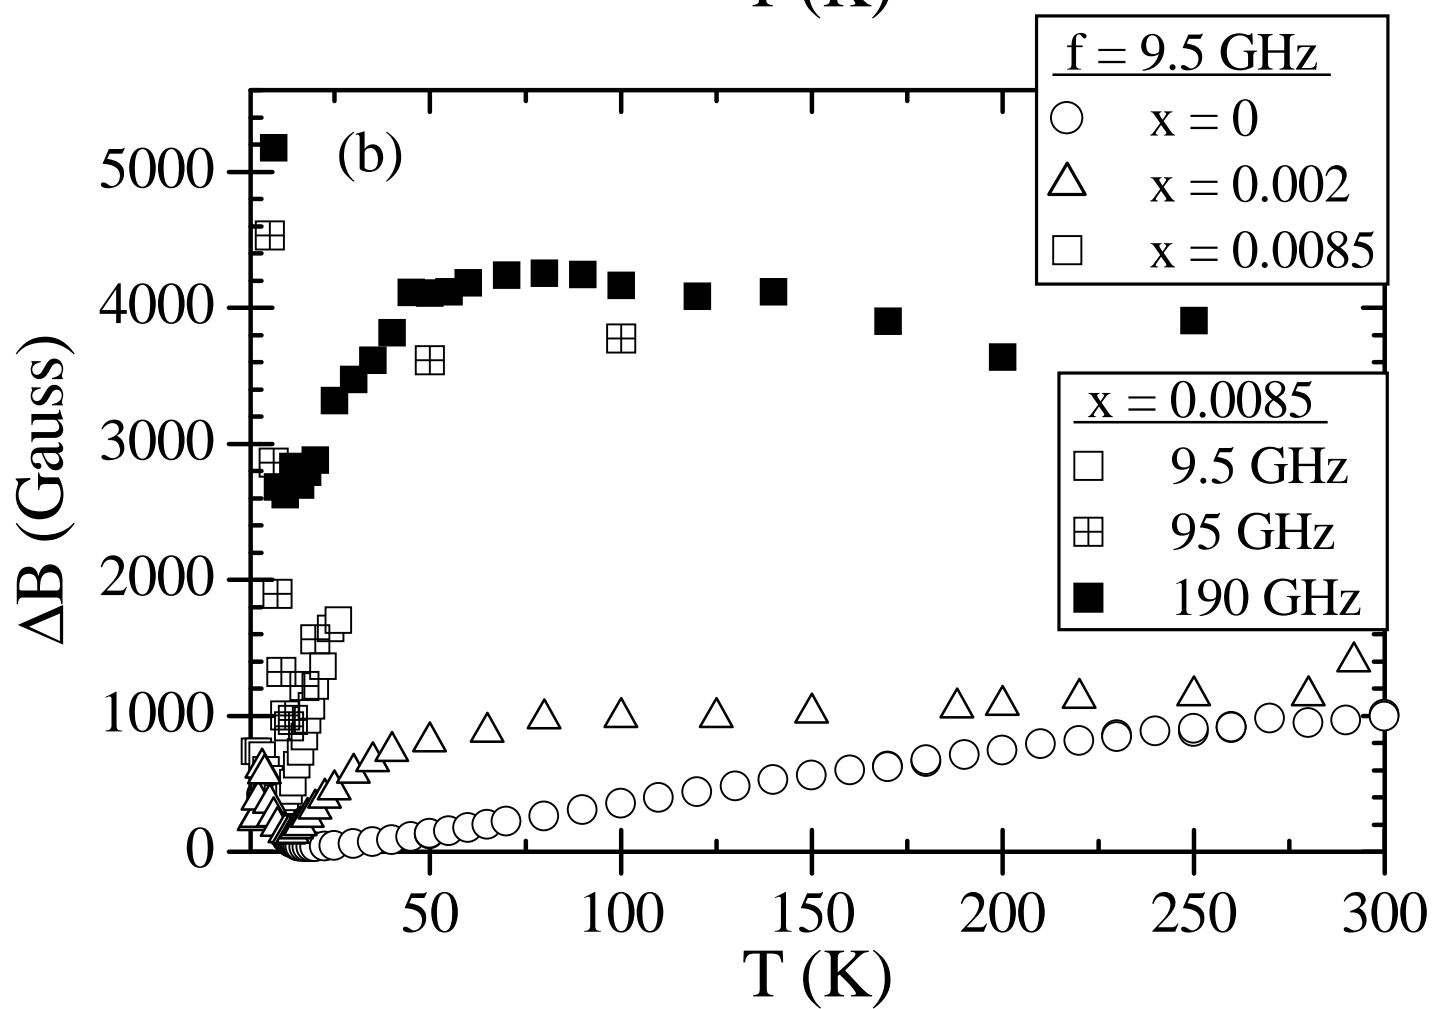 T (K)
f = 9.5 GHz
x = 0
x = 0.002
x = 0.0085
(b)
5000
4000
3000
2000
1000
0
ΔB (Gauss)
x = 0.0085
9.5 GHz
95 GHz
190 GHz
50 100 150 200 250 300
T (K)